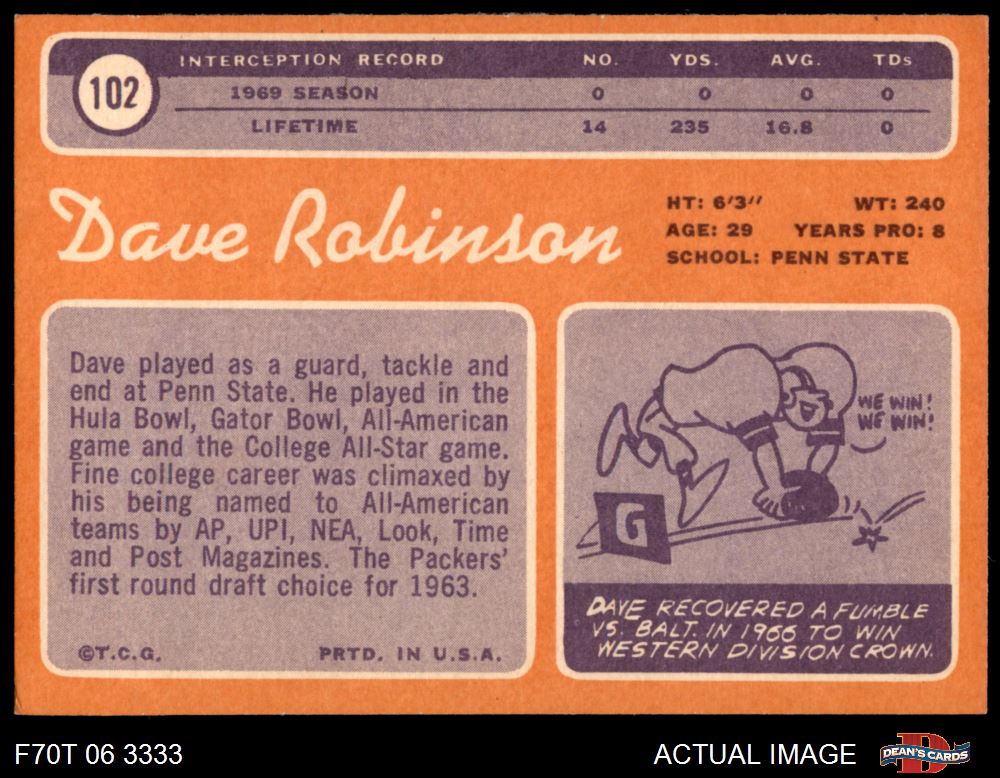 102
INTERCEPTION RECORD NO. YDS. AVG. TDs
1969 SEASON 0 0 0 0
LIFETIME 14 235 16.8 0
Dave Robinson
HT: 6'3" WT: 240
AGE: 29 YEARS PRO: 8
SCHOOL: PENN STATE
Dave played as a guard, tackle and
end at Penn State. He played in the
Hula Bowl, Gator Bowl, All-American
game and the College All-Star game.
Fine college career was climaxed by
his being named to All-American
teams by AP, UPI, NEA, Look, Time
and Post Magazines. The Packers'
first round draft choice for 1963.
©T.C.G. PRTD. IN U.S.A.
WE WIN!
WE WIN!
G
DAVE RECOVERED A FUMBLE
VS. BALT. IN 1966 TO WIN
WESTERN DIVISION CROWN.
F70T 06 3333
ACTUAL IMAGE
D
DEAN'S CARDS